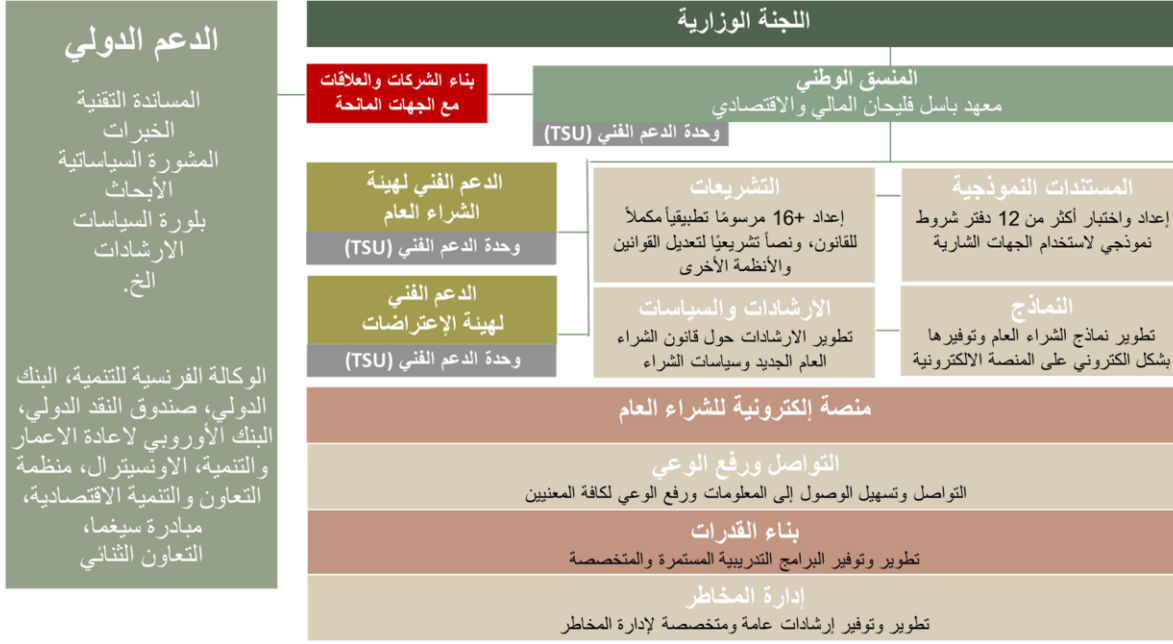 اللجنة الوزارية
المنسق الوطني
معهد باسل فليحان المالي والاقتصادي
وحدة الدعم الفني (TSU)
بناء الشركات والعلاقات
مع الجهات المانحة
الدعم الدولي
المساندة التقنية
الخبرات
المشورة السياساتية
الأبحاث
بلورة السياسات
الارشادات
الخ.
الوكالة الفرنسية للتنمية، البنك
الدولي، صندوق النقد الدولي،
البنك الأوروبي لاعادة الاعمار
والتنمية، الاونسيترال، منظمة
التعاون والتنمية الاقتصادية،
مبادرة سيغما،
التعاون الثنائي
المستندات النموذجية
إعداد واختبار أكثر من 12 دفتر شروط
نموذجي لاستخدام الجهات الشارية
التشريعات
إعداد +16 مرسومًا تطبيقياً مكملاً
للقانون، ونصاً تشريعيًا لتعديل القوانين
والأنظمة الأخرى
الدعم الفني لهيئة
الشراء العام
وحدة الدعم الفني (TSU)
النماذج
تطوير نماذج الشراء العام وتوفيرها
بشكل الكتروني على المنصة الالكترونية
الارشادات والسياسات
تطوير الارشادات حول قانون الشراء
العام الجديد وسياسات الشراء
الدعم الفني
لهيئة الإعتراضات
وحدة الدعم الفني (TSU)
منصة إلكترونية للشراء العام
التواصل ورفع الوعي
التواصل وتسهيل الوصول إلى المعلومات ورفع الوعي لكافة المعنيين
بناء القدرات
تطوير وتوفير البرامج التدريبية المستمرة والمتخصصة
إدارة المخاطر
تطوير وتوفير إرشادات عامة ومتخصصة لإدارة المخاطر